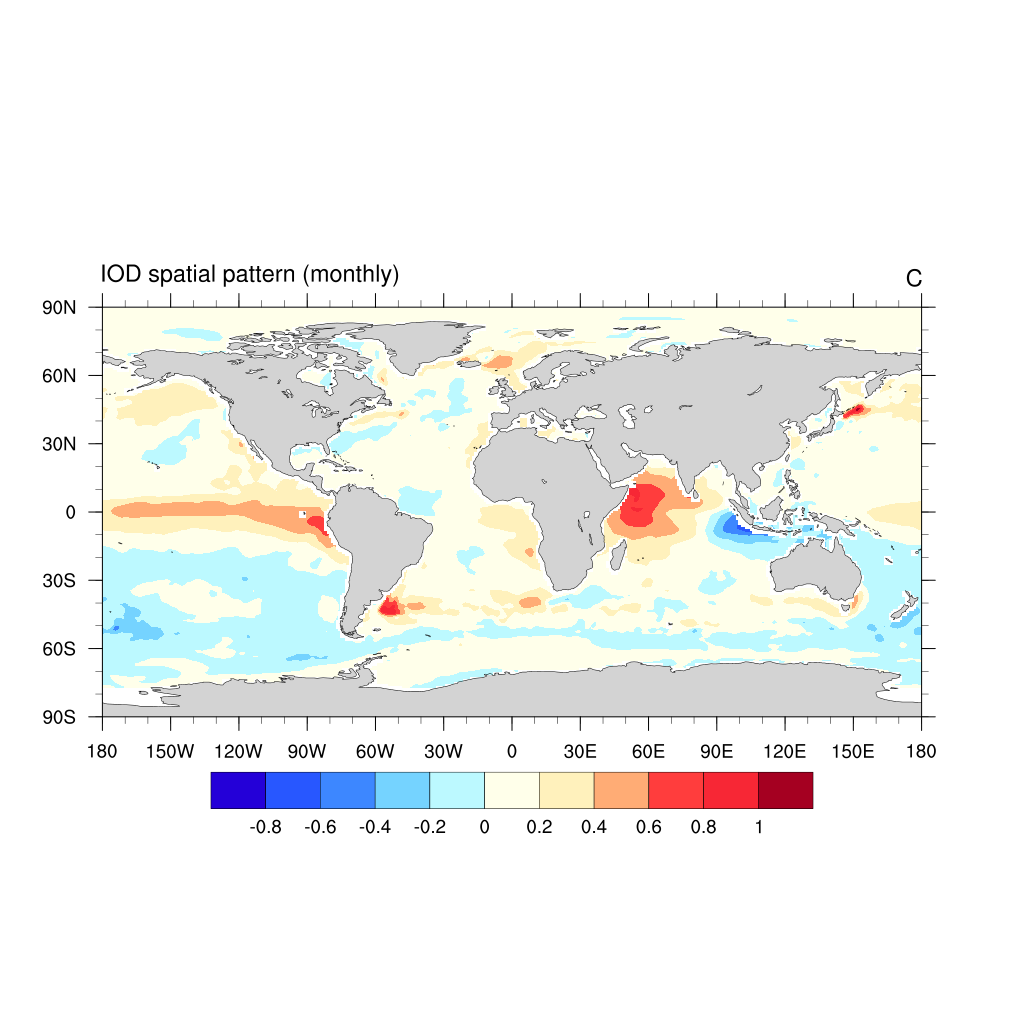 IOD spatial pattern (monthly) C
90N
60N
30N
0
30S
60S
90S
180 150W 120W 90W 60W 30W 0 30E 60E 90E 120E 150E 180
-0.8 -0.6 -0.4 -0.2 0 0.2 0.4 0.6 0.8 1